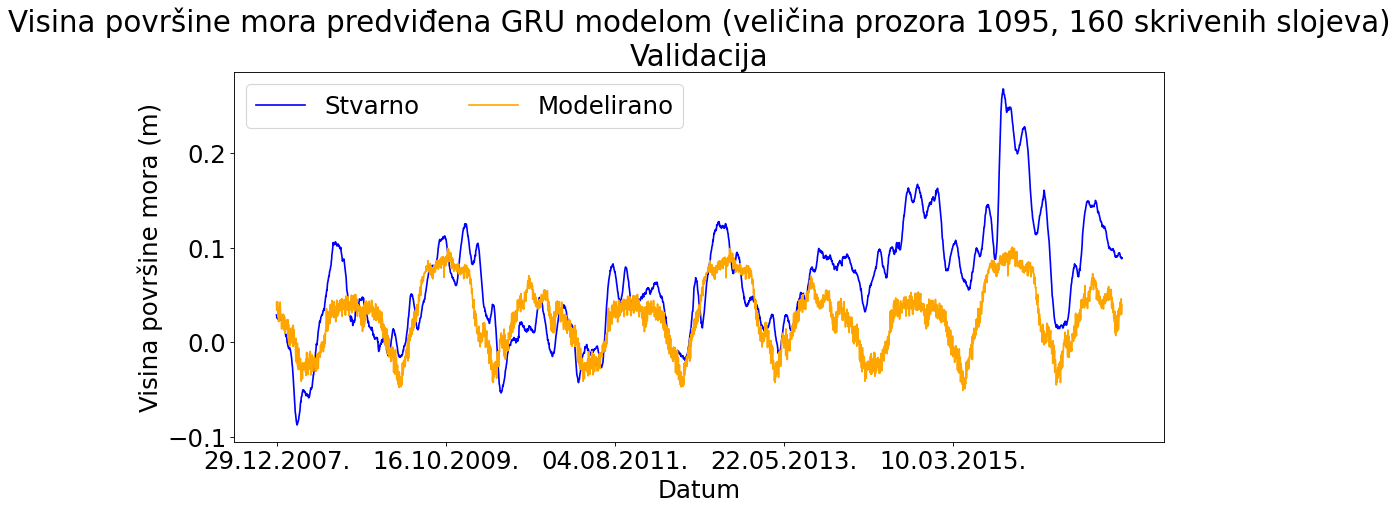 Visina površine mora predviđena GRU modelom (veličina prozora 1095, 160 skrivenih slojeva)
Validacija
Stvarno
Modelirano
Visina površine mora (m)
0.2
0.1
0.0
−0.1
29.12.2007.
16.10.2009.
04.08.2011.
22.05.2013.
10.03.2015.
Datum